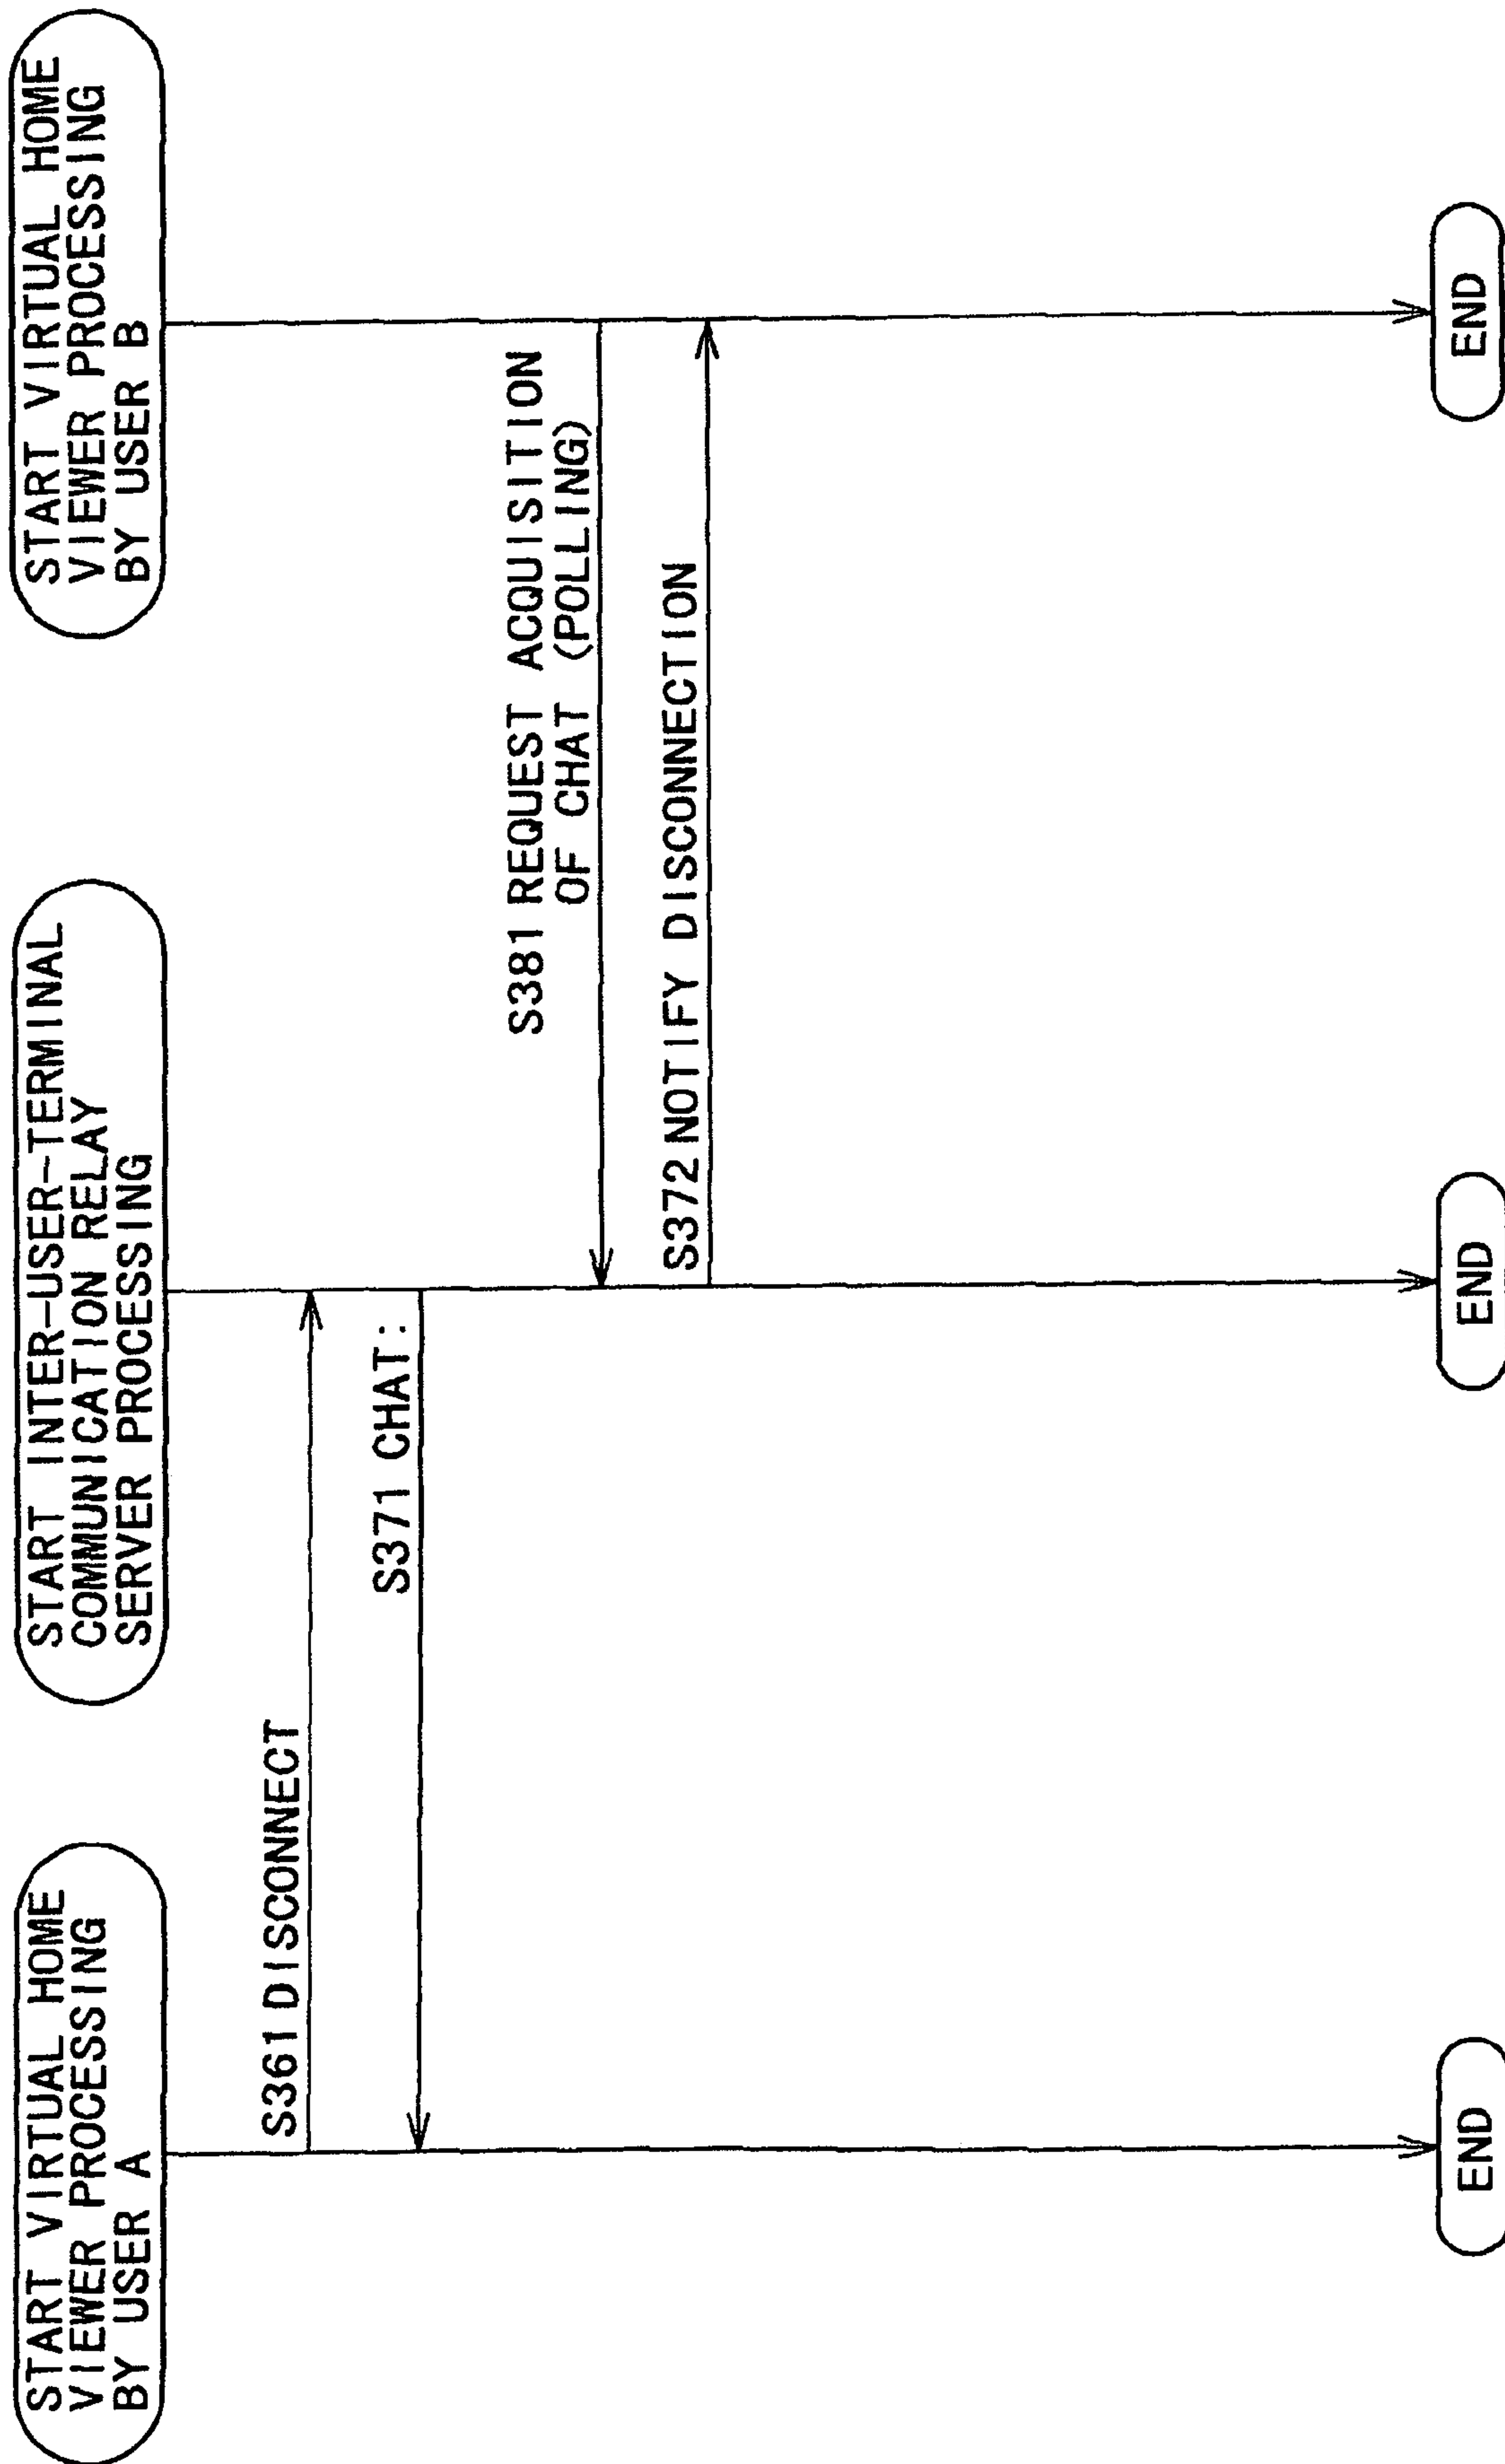 START VIRTUAL HOME
VIEWER PROCESSING
BY USER A
START INTER-USER-TERMINAL
COMMUNICATION RELAY
SERVER PROCESSING
START VIRTUAL HOME
VIEWER PROCESSING
BY USER B
S361 DISCONNECT
S371 CHAT:
S381 REQUEST ACQUISITION
OF CHAT (POLLING)
S372 NOTIFY DISCONNECTION
END
END
END